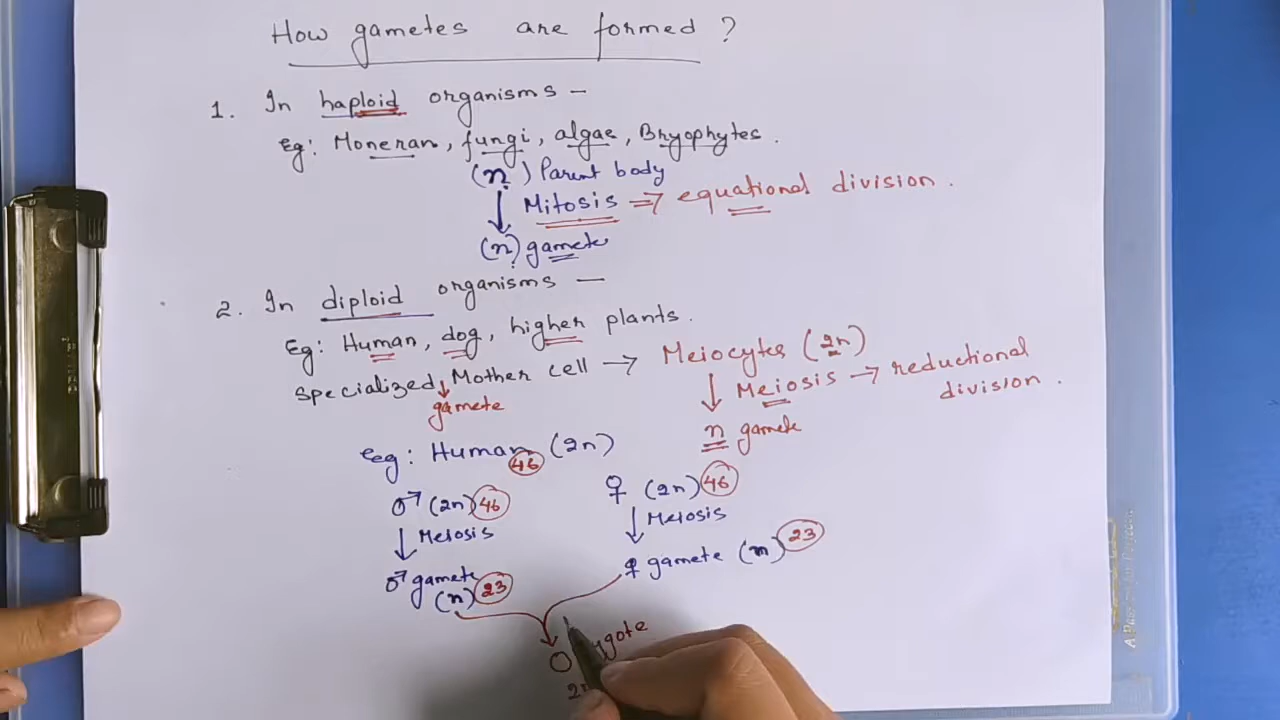 How gametes are formed ?
1. In haploid organisms –
Eg: Moneran, fungi, algae, Bryophytes.
(n) Parent body
Mitosis ⇒ equational division.
(n) gamete
2. In diploid organisms –
Eg: Human, dog, higher plants.
specialized Mother cell → Meiocytes (2n)
gamete
Meiosis → reductional
division.
n gamete
Eg: Human (2n)
46
♂ (2n) 46
♀ (2n) 46
Meiosis
Meiosis
♂ gamete
(n) 23
♀ gamete (n) 23
2n